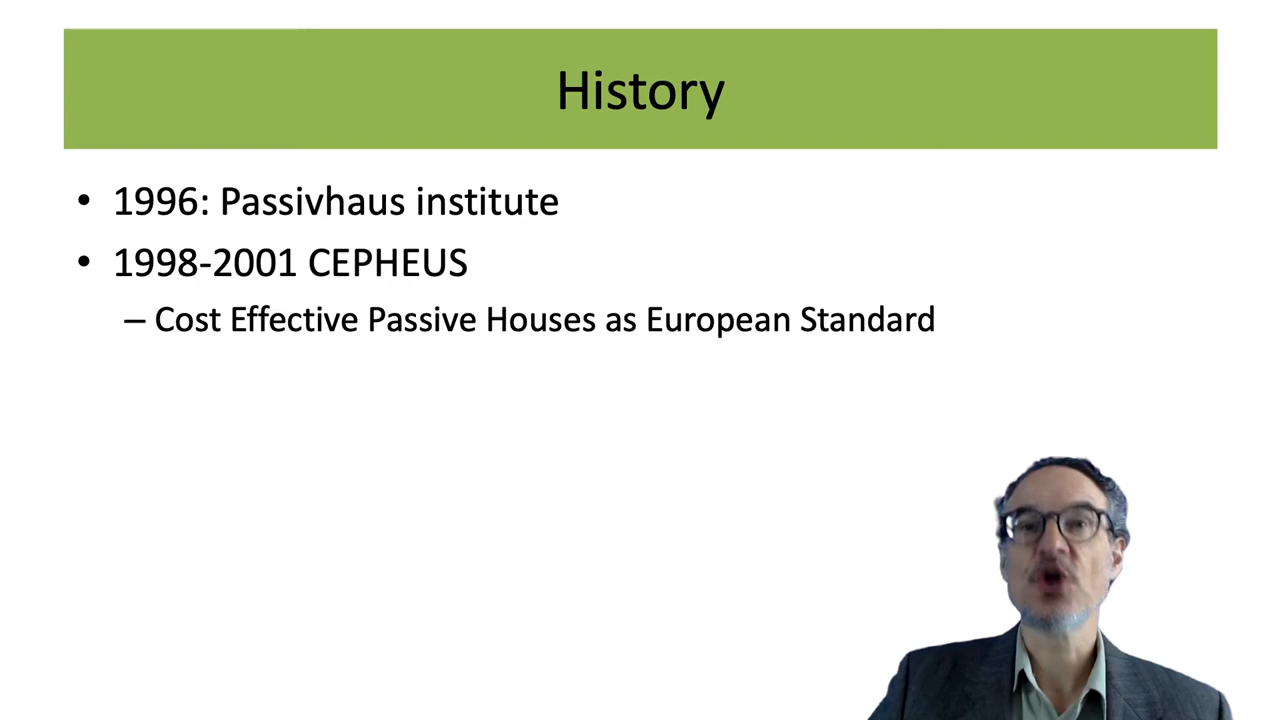 History
• 1996: Passivhaus institute
• 1998-2001 CEPHEUS
– Cost Effective Passive Houses as European Standard